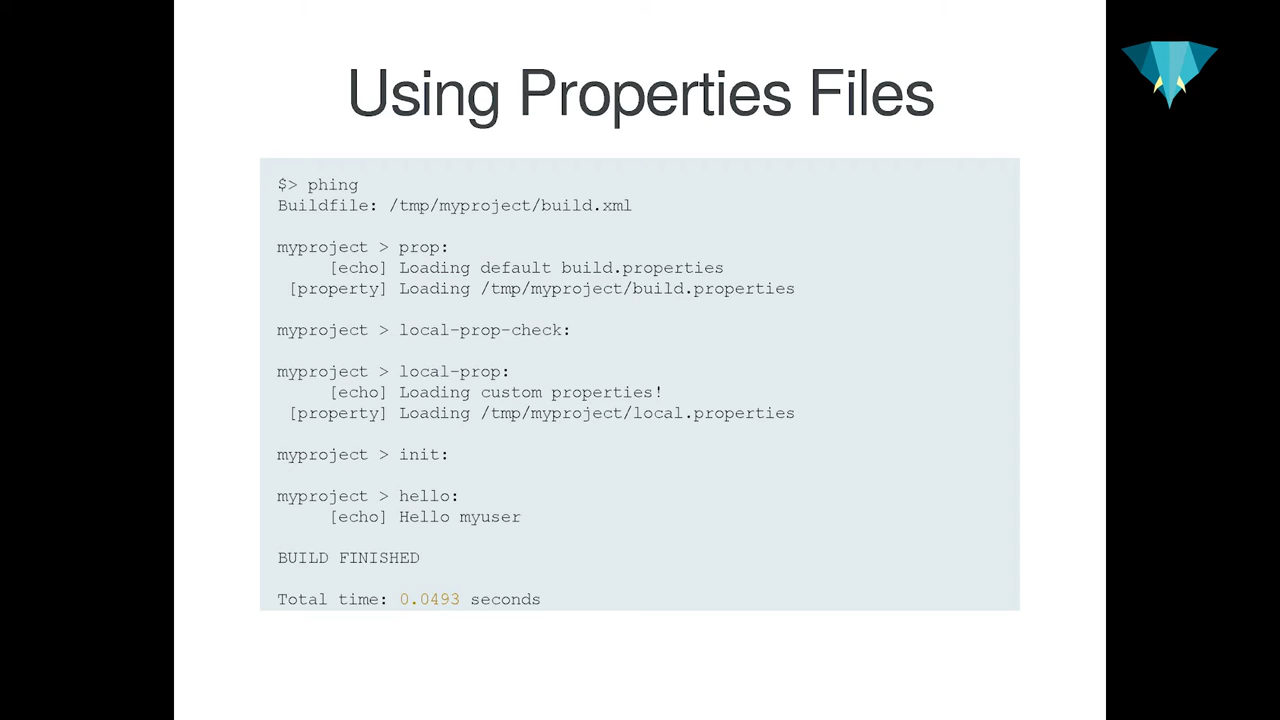 Using Properties Files
$> phing
Buildfile: /tmp/myproject/build.xml
myproject > prop:
[echo] Loading default build.properties
[property] Loading /tmp/myproject/build.properties
myproject > local-prop-check:
myproject > local-prop:
[echo] Loading custom properties!
[property] Loading /tmp/myproject/local.properties
myproject > init:
myproject > hello:
[echo] Hello myuser
BUILD FINISHED
Total time: 0.0493 seconds